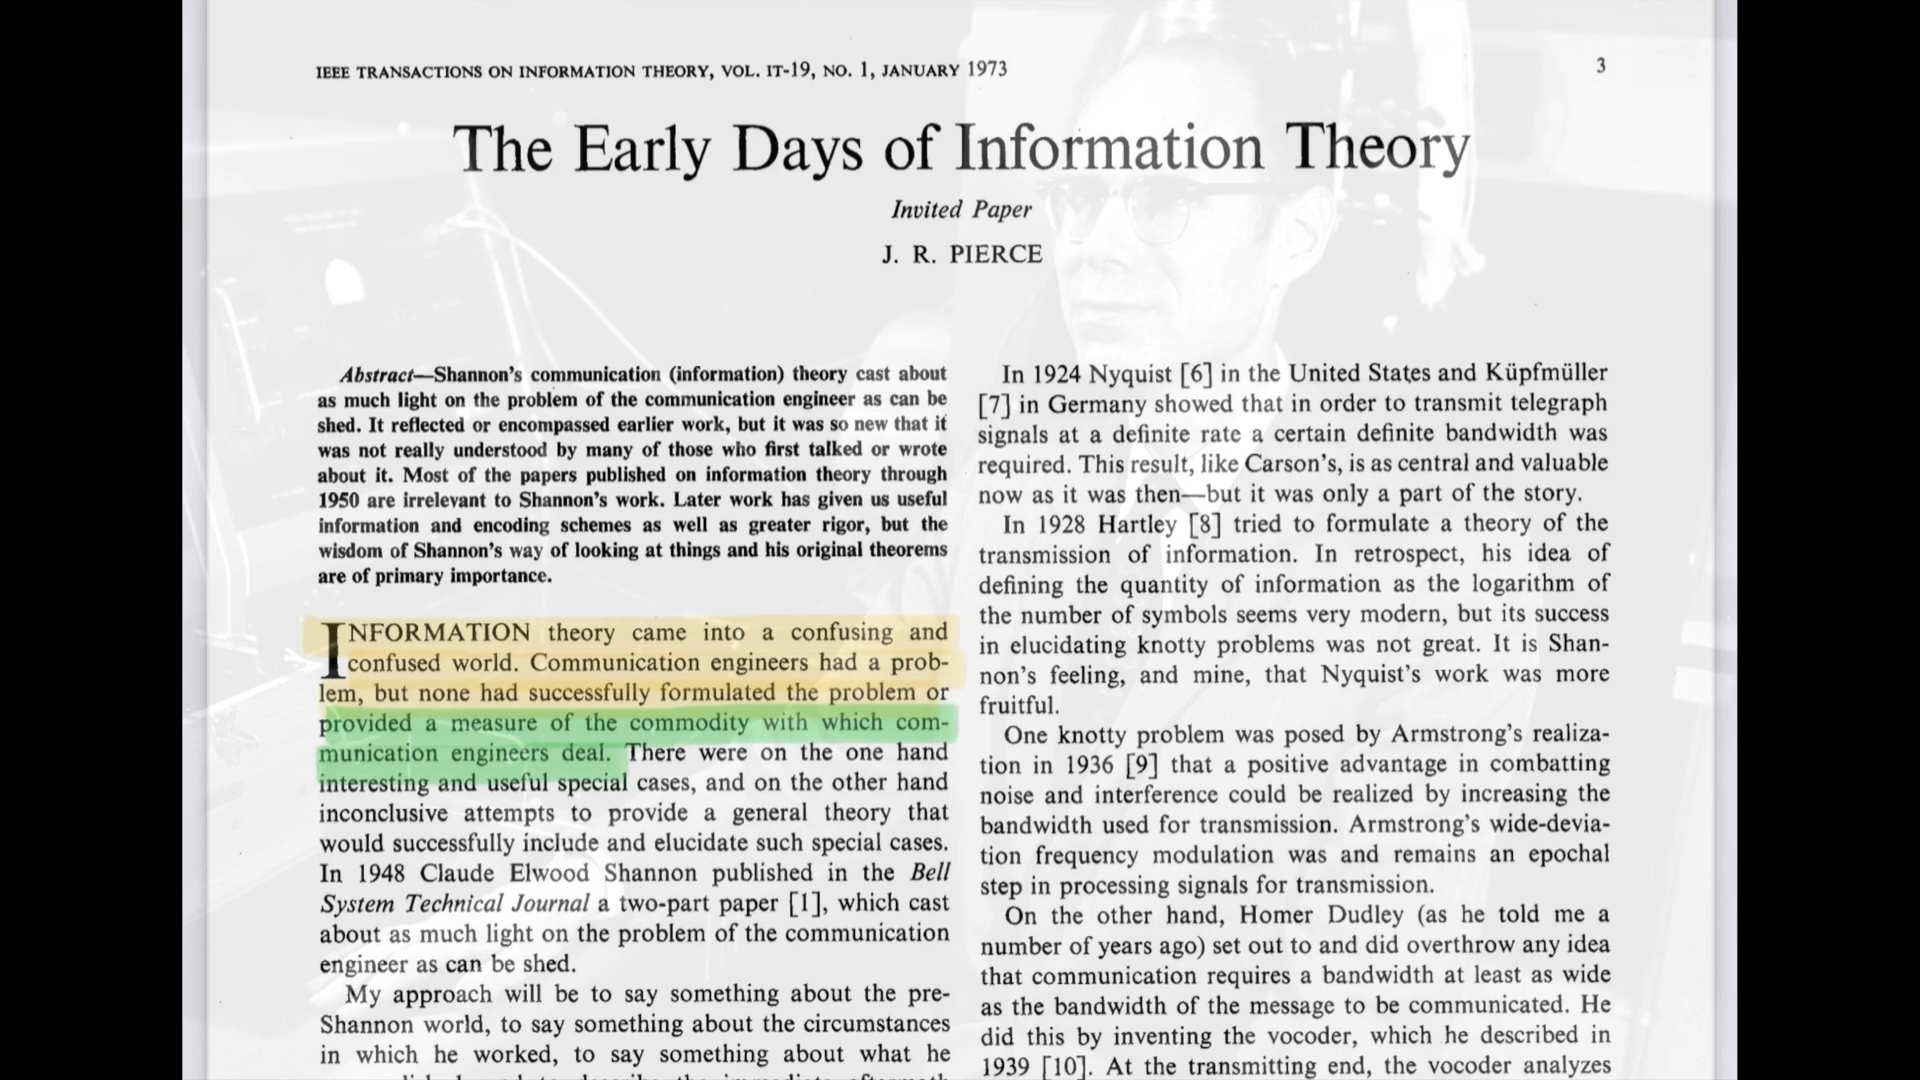 IEEE TRANSACTIONS ON INFORMATION THEORY, VOL. IT-19, NO. 1, JANUARY 1973
3
The Early Days of Information Theory
Invited Paper
J. R. PIERCE
Abstract—Shannon's communication (information) theory cast about
as much light on the problem of the communication engineer as can be
shed. It reflected or encompassed earlier work, but it was so new that it
was not really understood by many of those who first talked or wrote
about it. Most of the papers published on information theory through
1950 are irrelevant to Shannon's work. Later work has given us useful
information and encoding schemes as well as greater rigor, but the
wisdom of Shannon's way of looking at things and his original theorems
are of primary importance.
INFORMATION theory came into a confusing and
confused world. Communication engineers had a prob-
lem, but none had successfully formulated the problem or
provided a measure of the commodity with which com-
munication engineers deal. There were on the one hand
interesting and useful special cases, and on the other hand
inconclusive attempts to provide a general theory that
would successfully include and elucidate such special cases.
In 1948 Claude Elwood Shannon published in the Bell
System Technical Journal a two-part paper [1], which cast
about as much light on the problem of the communication
engineer as can be shed.
My approach will be to say something about the pre-
Shannon world, to say something about the circumstances
in which he worked, to say something about what he
In 1924 Nyquist [6] in the United States and Küpfmüller
[7] in Germany showed that in order to transmit telegraph
signals at a definite rate a certain definite bandwidth was
required. This result, like Carson's, is as central and valuable
now as it was then—but it was only a part of the story.
In 1928 Hartley [8] tried to formulate a theory of the
transmission of information. In retrospect, his idea of
defining the quantity of information as the logarithm of
the number of symbols seems very modern, but its success
in elucidating knotty problems was not great. It is Shan-
non's feeling, and mine, that Nyquist's work was more
fruitful.
One knotty problem was posed by Armstrong's realiza-
tion in 1936 [9] that a positive advantage in combatting
noise and interference could be realized by increasing the
bandwidth used for transmission. Armstrong's wide-devia-
tion frequency modulation was and remains an epochal
step in processing signals for transmission.
On the other hand, Homer Dudley (as he told me a
number of years ago) set out to and did overthrow any idea
that communication requires a bandwidth at least as wide
as the bandwidth of the message to be communicated. He
did this by inventing the vocoder, which he described in
1939 [10]. At the transmitting end, the vocoder analyzes